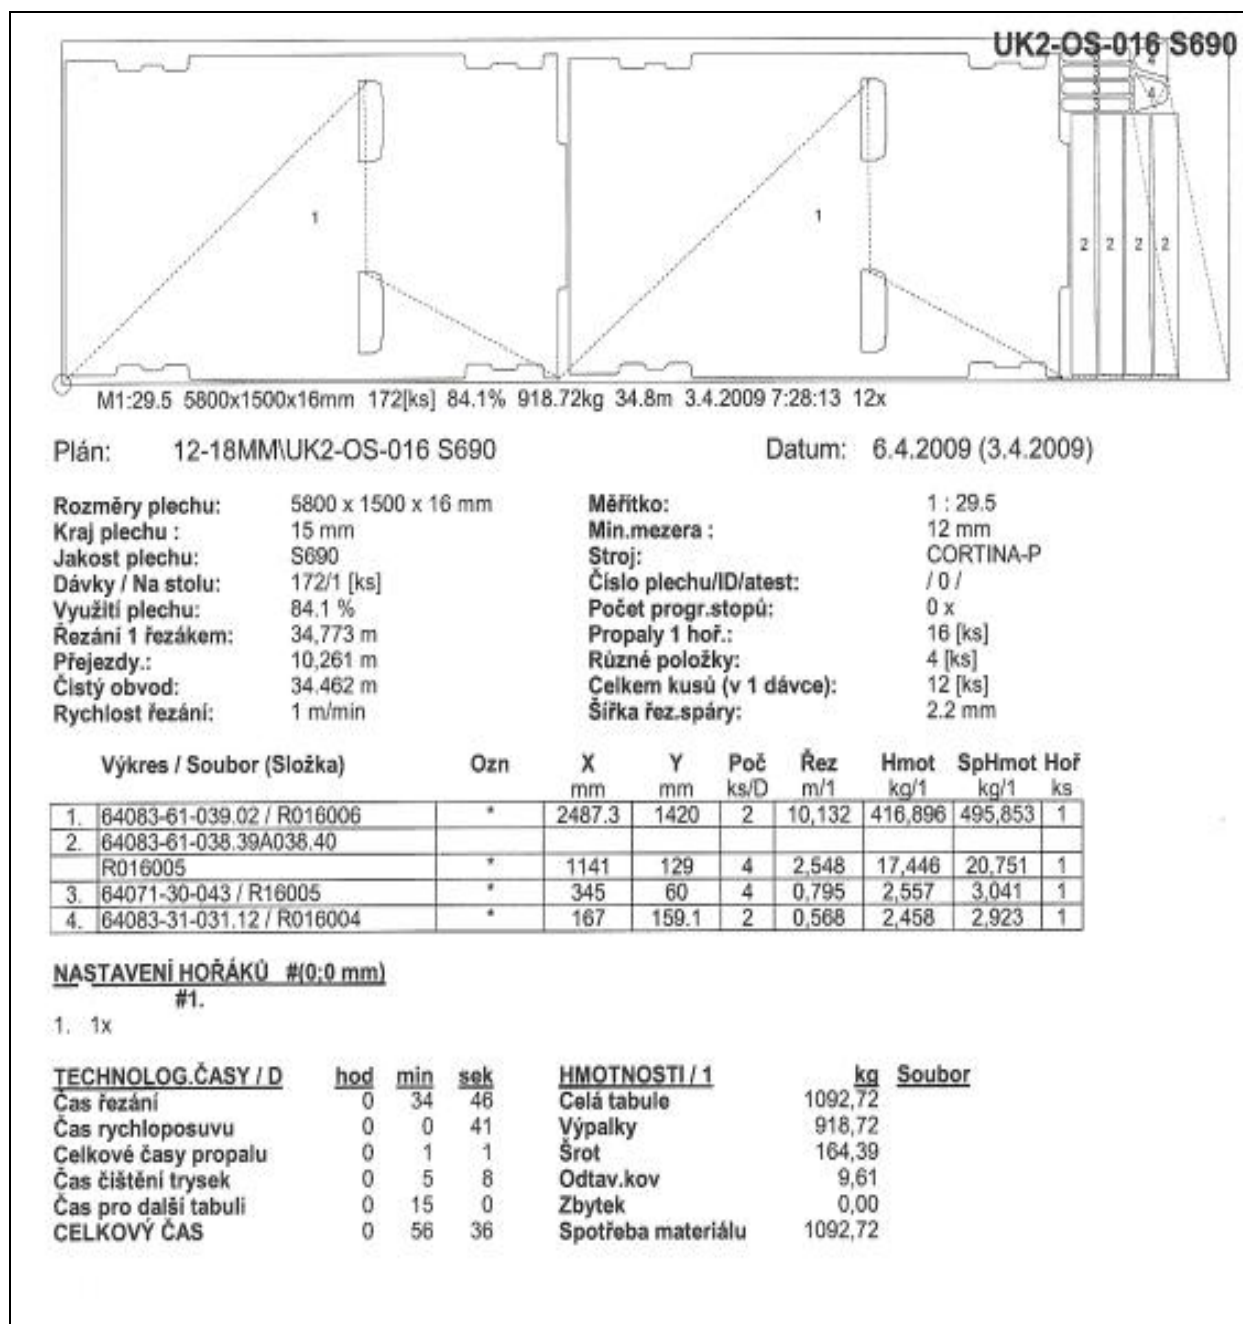 UK2-OS-016 S690
4
4
1
1
2 2 2 2
M1:29.5 5800x1500x16mm 172[ks] 84.1% 918.72kg 34.8m 3.4.2009 7:28:13 12x
Plán: 12-18MM\UK2-OS-016 S690 Datum: 6.4.2009 (3.4.2009)
Rozměry plechu: 5800 x 1500 x 16 mm Měřítko: 1 : 29.5
Kraj plechu : 15 mm Min.mezera : 12 mm
Jakost plechu: S690 Stroj: CORTINA-P
Dávky / Na stolu: 172/1 [ks] Číslo plechu/ID/atest: / 0 /
Využití plechu: 84.1 % Počet progr.stopů: 0 x
Řezání 1 řezákem: 34,773 m Propaly 1 hoř.: 16 [ks]
Přejezdy.: 10,261 m Různé položky: 4 [ks]
Čistý obvod: 34.462 m Celkem kusů (v 1 dávce): 12 [ks]
Rychlost řezání: 1 m/min Šířka řez.spáry: 2.2 mm
Výkres / Soubor (Složka) Ozn X Y Poč Řez Hmot SpHmot Hoř
mm mm ks/D m/1 kg/1 kg/1 ks
1. 64083-61-039.02 / R016006 * 2487.3 1420 2 10,132 416,896 495,853 1
2. 64083-61-038.39A038.40
R016005 * 1141 129 4 2,548 17,446 20,751 1
3. 64071-30-043 / R16005 * 345 60 4 0,795 2,557 3,041 1
4. 64083-31-031.12 / R016004 * 167 159.1 2 0,568 2,458 2,923 1
NASTAVENÍ HOŘÁKŮ #(0;0 mm)
#1.
1. 1x
TECHNOLOG.ČASY / D hod min sek HMOTNOSTI / 1 kg Soubor
Čas řezání 0 34 46 Celá tabule 1092,72
Čas rychloposuvu 0 0 41 Výpalky 918,72
Celkové časy propalu 0 1 1 Šrot 164,39
Čas čištění trysek 0 5 8 Odtav.kov 9,61
Čas pro další tabuli 0 15 0 Zbytek 0,00
CELKOVÝ ČAS 0 56 36 Spotřeba materiálu 1092,72